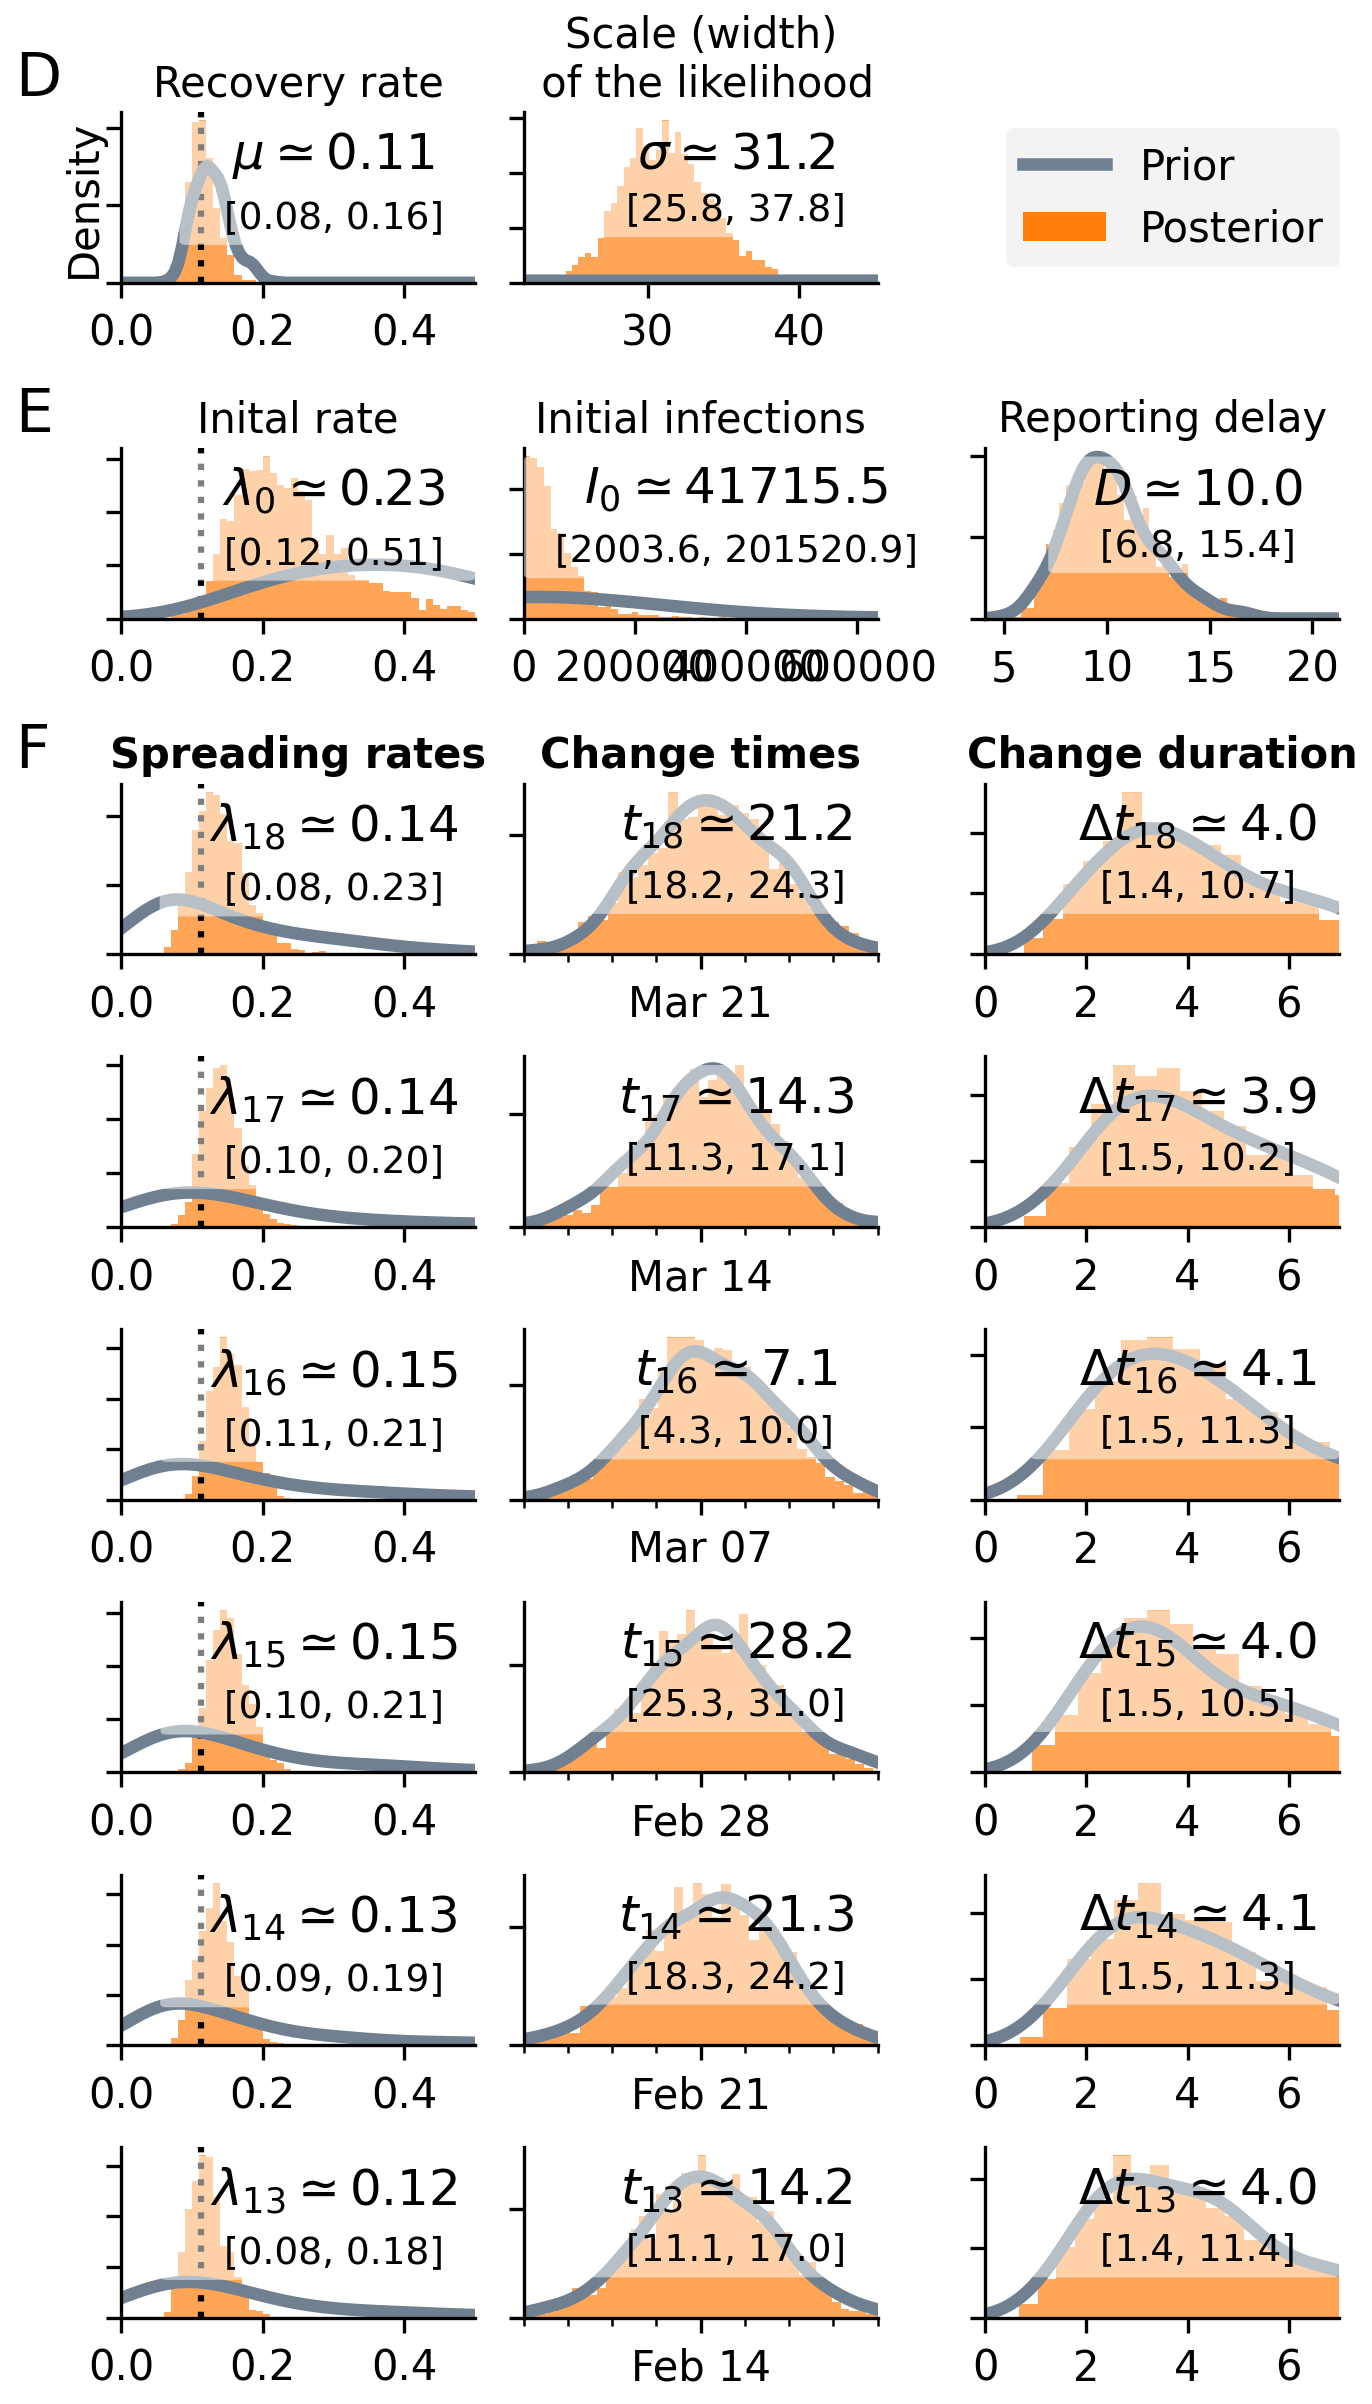 D
Recovery rate
Scale (width)
of the likelihood
Density
μ ≃ 0.11
[0.08, 0.16]
0.0 0.2 0.4
σ ≃ 31.2
[25.8, 37.8]
30 40
Prior
Posterior
E
Inital rate
λ0 ≃ 0.23
[0.12, 0.51]
0.0 0.2 0.4
Initial infections
I0 ≃ 41715.5
[2003.6, 201520.9]
0 200000 400000 600000
Reporting delay
D ≃ 10.0
[6.8, 15.4]
5 10 15 20
F
Spreading rates
Change times
Change duration
λ18 ≃ 0.14
[0.08, 0.23]
0.0 0.2 0.4
t18 ≃ 21.2
[18.2, 24.3]
Mar 21
Δt18 ≃ 4.0
[1.4, 10.7]
0 2 4 6
λ17 ≃ 0.14
[0.10, 0.20]
0.0 0.2 0.4
t17 ≃ 14.3
[11.3, 17.1]
Mar 14
Δt17 ≃ 3.9
[1.5, 10.2]
0 2 4 6
λ16 ≃ 0.15
[0.11, 0.21]
0.0 0.2 0.4
t16 ≃ 7.1
[4.3, 10.0]
Mar 07
Δt16 ≃ 4.1
[1.5, 11.3]
0 2 4 6
λ15 ≃ 0.15
[0.10, 0.21]
0.0 0.2 0.4
t15 ≃ 28.2
[25.3, 31.0]
Feb 28
Δt15 ≃ 4.0
[1.5, 10.5]
0 2 4 6
λ14 ≃ 0.13
[0.09, 0.19]
0.0 0.2 0.4
t14 ≃ 21.3
[18.3, 24.2]
Feb 21
Δt14 ≃ 4.1
[1.5, 11.3]
0 2 4 6
λ13 ≃ 0.12
[0.08, 0.18]
0.0 0.2 0.4
t13 ≃ 14.2
[11.1, 17.0]
Feb 14
Δt13 ≃ 4.0
[1.4, 11.4]
0 2 4 6